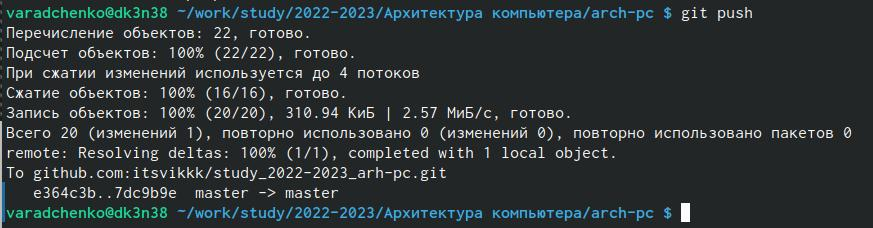 varadchenko@dk3n38 ~/work/study/2022-2023/Архитектура компьютера/arch-pc $ git push
Перечисление объектов: 22, готово.
Подсчет объектов: 100% (22/22), готово.
При сжатии изменений используется до 4 потоков
Сжатие объектов: 100% (16/16), готово.
Запись объектов: 100% (20/20), 310.94 КиБ | 2.57 МиБ/с, готово.
Всего 20 (изменений 1), повторно использовано 0 (изменений 0), повторно использовано пакетов 0
remote: Resolving deltas: 100% (1/1), completed with 1 local object.
To github.com:itsvikkk/study_2022-2023_arh-pc.git
   e364c3b..7dc9b9e  master -> master
varadchenko@dk3n38 ~/work/study/2022-2023/Архитектура компьютера/arch-pc $